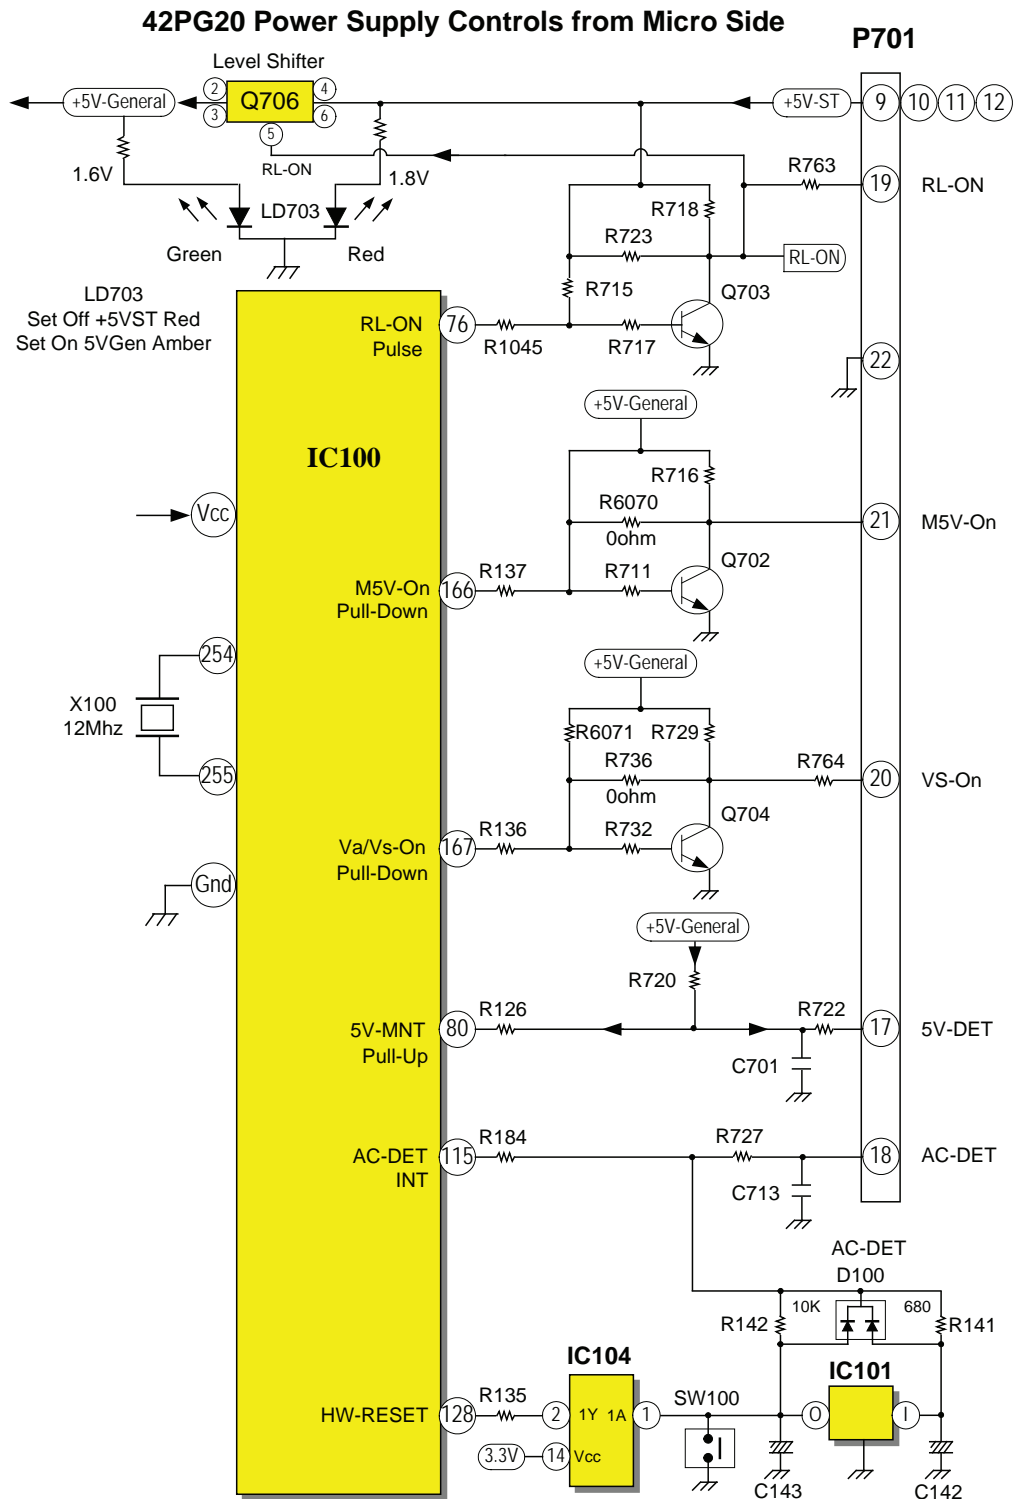 42PG20 Power Supply Controls from Micro Side
P701
Level Shifter
+5V-General
2
3
Q706
4
6
5
RL-ON
+5V-ST
9
10
11
12
1.6V
1.8V
LD703
Green
Red
R763
19
RL-ON
R718
R723
RL-ON
R715
Q703
LD703
Set Off +5VST Red
Set On 5VGen Amber
RL-ON
Pulse
76
R1045
R717
22
+5V-General
IC100
R716
R6070
0ohm
21
M5V-On
Vcc
Q702
M5V-On
Pull-Down
166
R137
R711
254
X100
12Mhz
255
+5V-General
R6071
R729
R736
0ohm
R764
20
VS-On
Q704
Va/Vs-On
Pull-Down
167
R136
R732
Gnd
+5V-General
R720
5V-MNT
Pull-Up
80
R126
R722
17
5V-DET
C701
AC-DET
INT
115
R184
R727
18
AC-DET
C713
AC-DET
D100
10K
680
R142
R141
IC104
IC101
SW100
HW-RESET
128
R135
2
1Y
1A
1
O
I
3.3V
14
Vcc
C143
C142